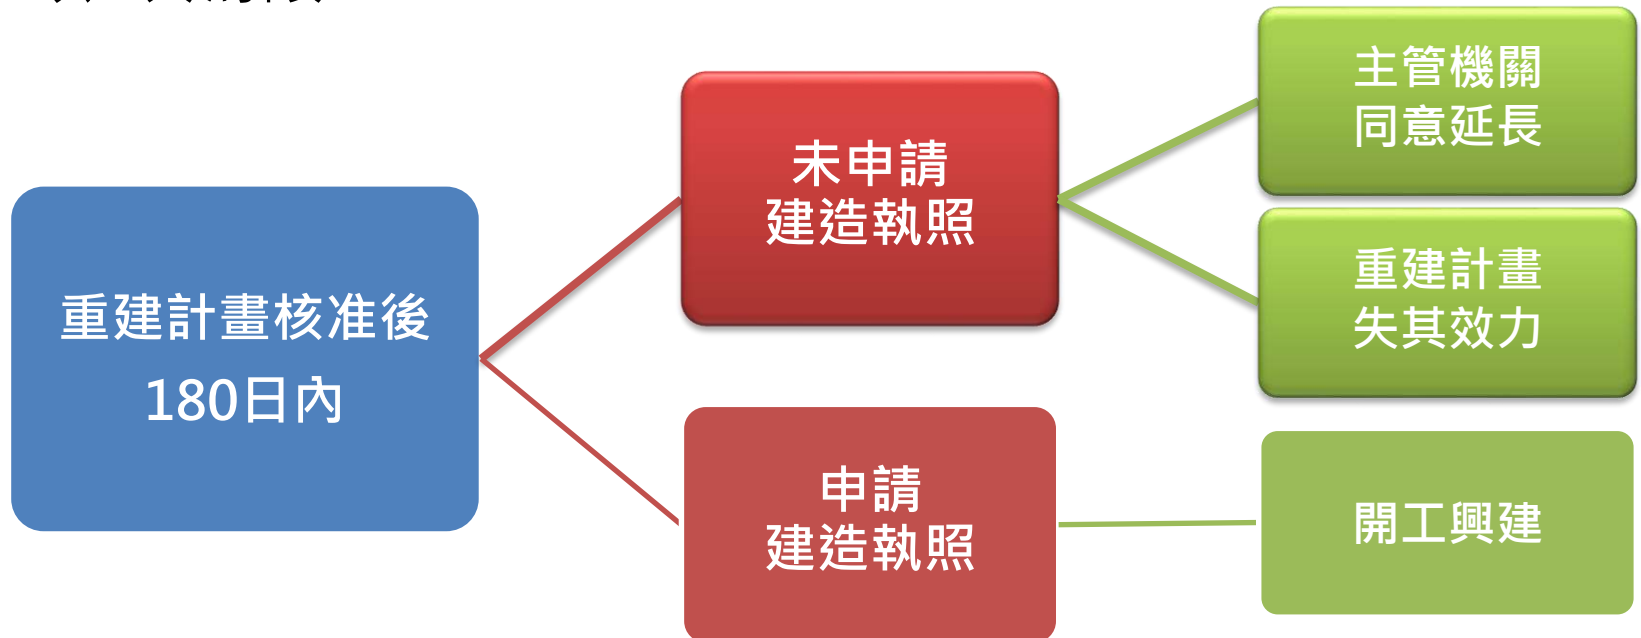 重建計畫核准後
180日內
未申請
建造執照
申請
建造執照
主管機關
同意延長
重建計畫
失其效力
開工興建